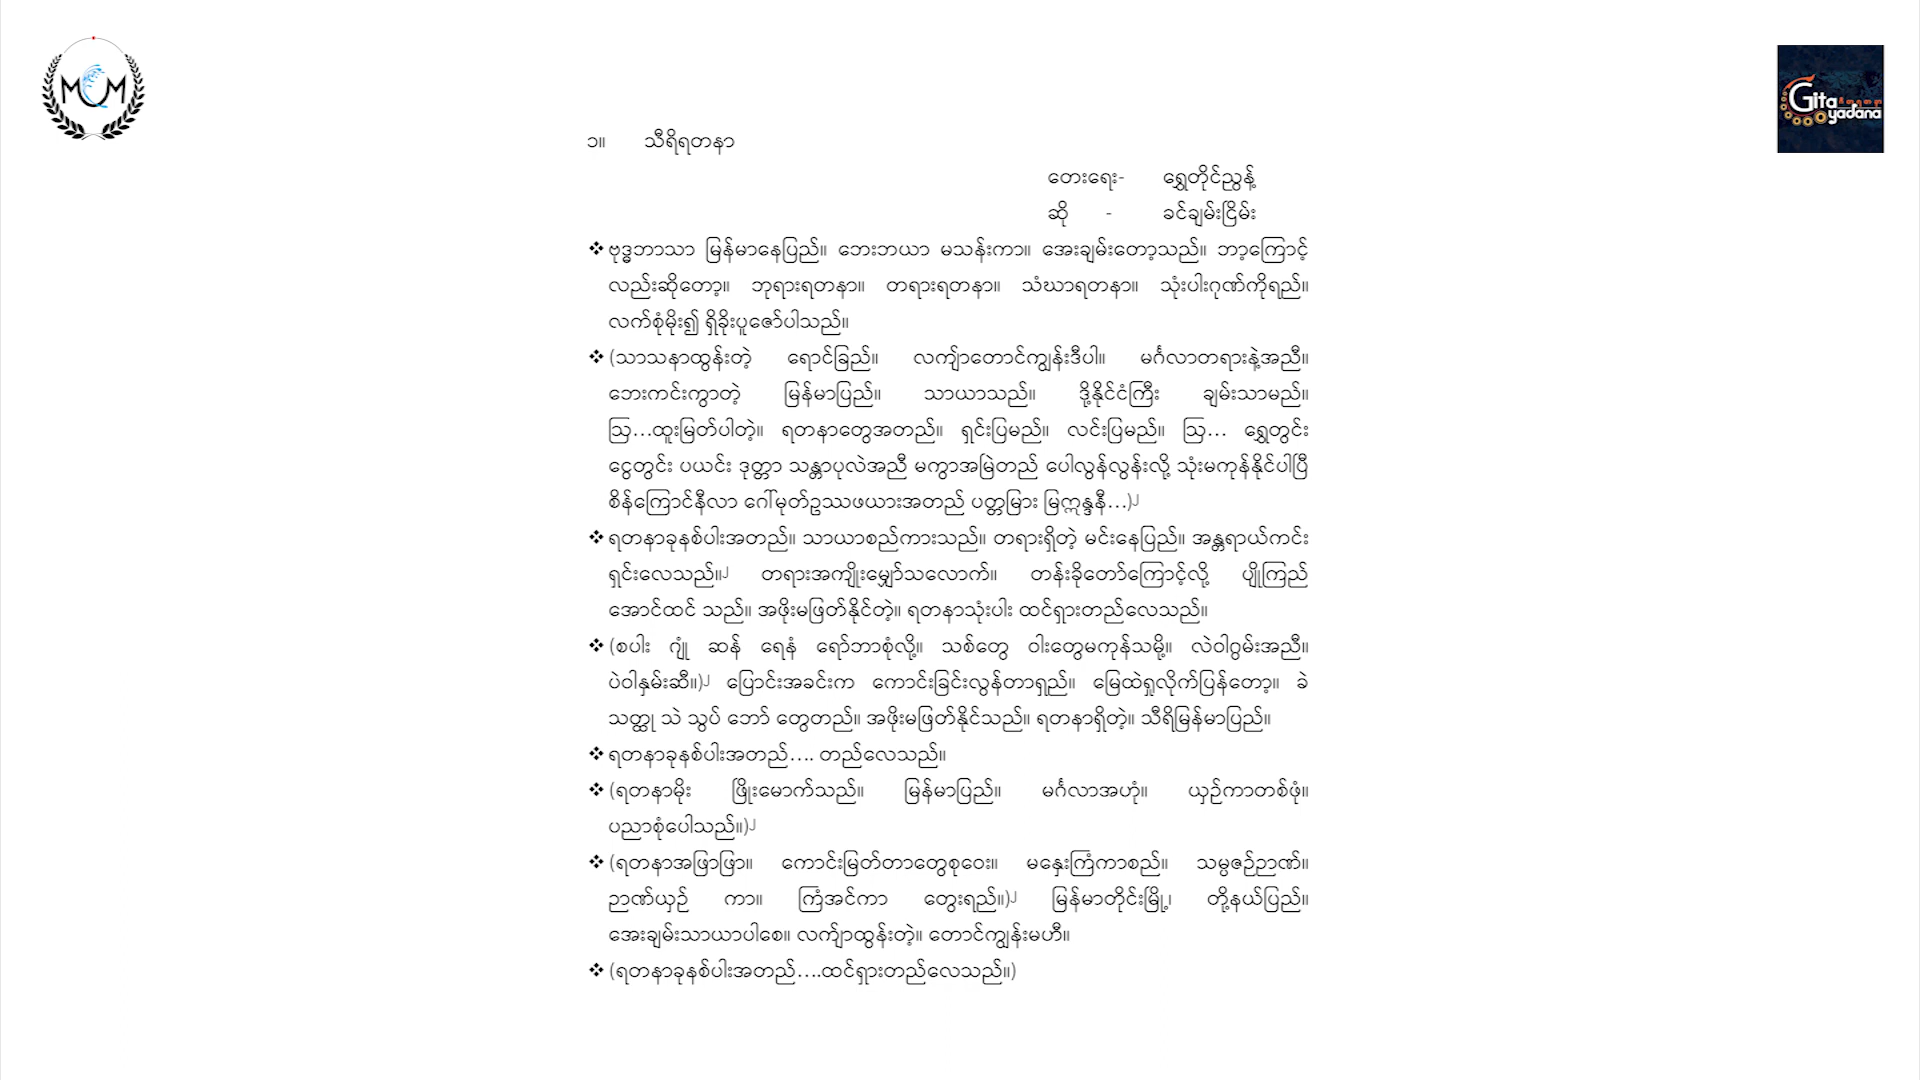 MUM
Gita
ဂီတရတနာ
yadana
၁။ သီရိရတနာ
တေးရေး- ရွှေတိုင်ညွန့်
ဆို - ခင်ချမ်းငြိမ်း
❖ ဗုဒ္ဓဘာသာ မြန်မာနေပြည်။ ဘေးဘယာ မသန်းကာ။ အေးချမ်းတော့သည်။ ဘာ့ကြောင့်
လည်းဆိုတော့။ ဘုရားရတနာ။ တရားရတနာ။ သံဃာရတနာ။ သုံးပါးဂုဏ်ကိုရည်။
လက်စုံမိုး၍ ရှိခိုးပူဇော်ပါသည်။
❖ (သာသနာထွန်းတဲ့ ရောင်ခြည်။ လက်ျာတောင်ကျွန်းဒီပါ။ မင်္ဂလာတရားနဲ့အညီ။
ဘေးကင်းကွာတဲ့ မြန်မာပြည်။ သာယာသည်။ ဒို့နိုင်ငံကြီး ချမ်းသာမည်။
ဩ...ထူးမြတ်ပါတဲ့။ ရတနာတွေအတည်။ ရှင်းပြမည်။ လင်းပြမည်။ ဩ... ရွှေတွင်း
ငွေတွင်း ပယင်း ဒုတ္တာ သန္တာပုလဲအညီ မကွာအမြဲတည် ပေါလွန်လွန်းလို့ သုံးမကုန်နိုင်ပါပြီ
စိန်ကြောင်နီလာ ဂေါ်မုတ်ဥဿဖယားအတည် ပတ္တမြား မြဣန္ဒနီ...)၂
❖ ရတနာခုနစ်ပါးအတည်။ သာယာစည်ကားသည်။ တရားရှိတဲ့ မင်းနေပြည်။ အန္တရာယ်ကင်း
ရှင်းလေသည်။၂ တရားအကျိုးမျှော်သလောက်။ တန်းခိုတော်ကြောင့်လို့ ပျိုကြည်
အောင်ထင် သည်။ အဖိုးမဖြတ်နိုင်တဲ့။ ရတနာသုံးပါး ထင်ရှားတည်လေသည်။
❖ (စပါး ဂျုံ ဆန် ရေနံ ရော်ဘာစုံလို့။ သစ်တွေ ဝါးတွေမကုန်သမို့။ လဲဝါဂွမ်းအညီ။
ပဲဝါနှမ်းဆီ။)၂ ပြောင်းအခင်းက ကောင်းခြင်းလွန်တာရှည်။ မြေထဲရှုလိုက်ပြန်တော့။ ခဲ
သတ္ထု သဲ သွပ် ဘော် တွေတည်။ အဖိုးမဖြတ်နိုင်သည်။ ရတနာရှိတဲ့။ သီရိမြန်မာပြည်။
❖ ရတနာခုနစ်ပါးအတည်.... တည်လေသည်။
❖ (ရတနာမိုး ဖြိုးမောက်သည်။ မြန်မာပြည်။ မင်္ဂလာအဟုံ။ ယှဉ်ကာတစ်ဖုံ။
ပညာစုံပေါသည်။)၂
❖ (ရတနာအဖြာဖြာ။ ကောင်းမြတ်တာတွေစုဝေး။ မနှေးကြံကာစည်။ သမ္ပဇဉ်ဉာဏ်။
ဉာဏ်ယှဉ် ကာ။ ကြံအင်ကာ တွေးရည်။)၂ မြန်မာတိုင်းမြို့၊ တို့နယ်ပြည်။
အေးချမ်းသာယာပါစေ။ လက်ျာထွန်းတဲ့။ တောင်ကျွန်းမဟီ။
❖ (ရတနာခုနစ်ပါးအတည်....ထင်ရှားတည်လေသည်။)